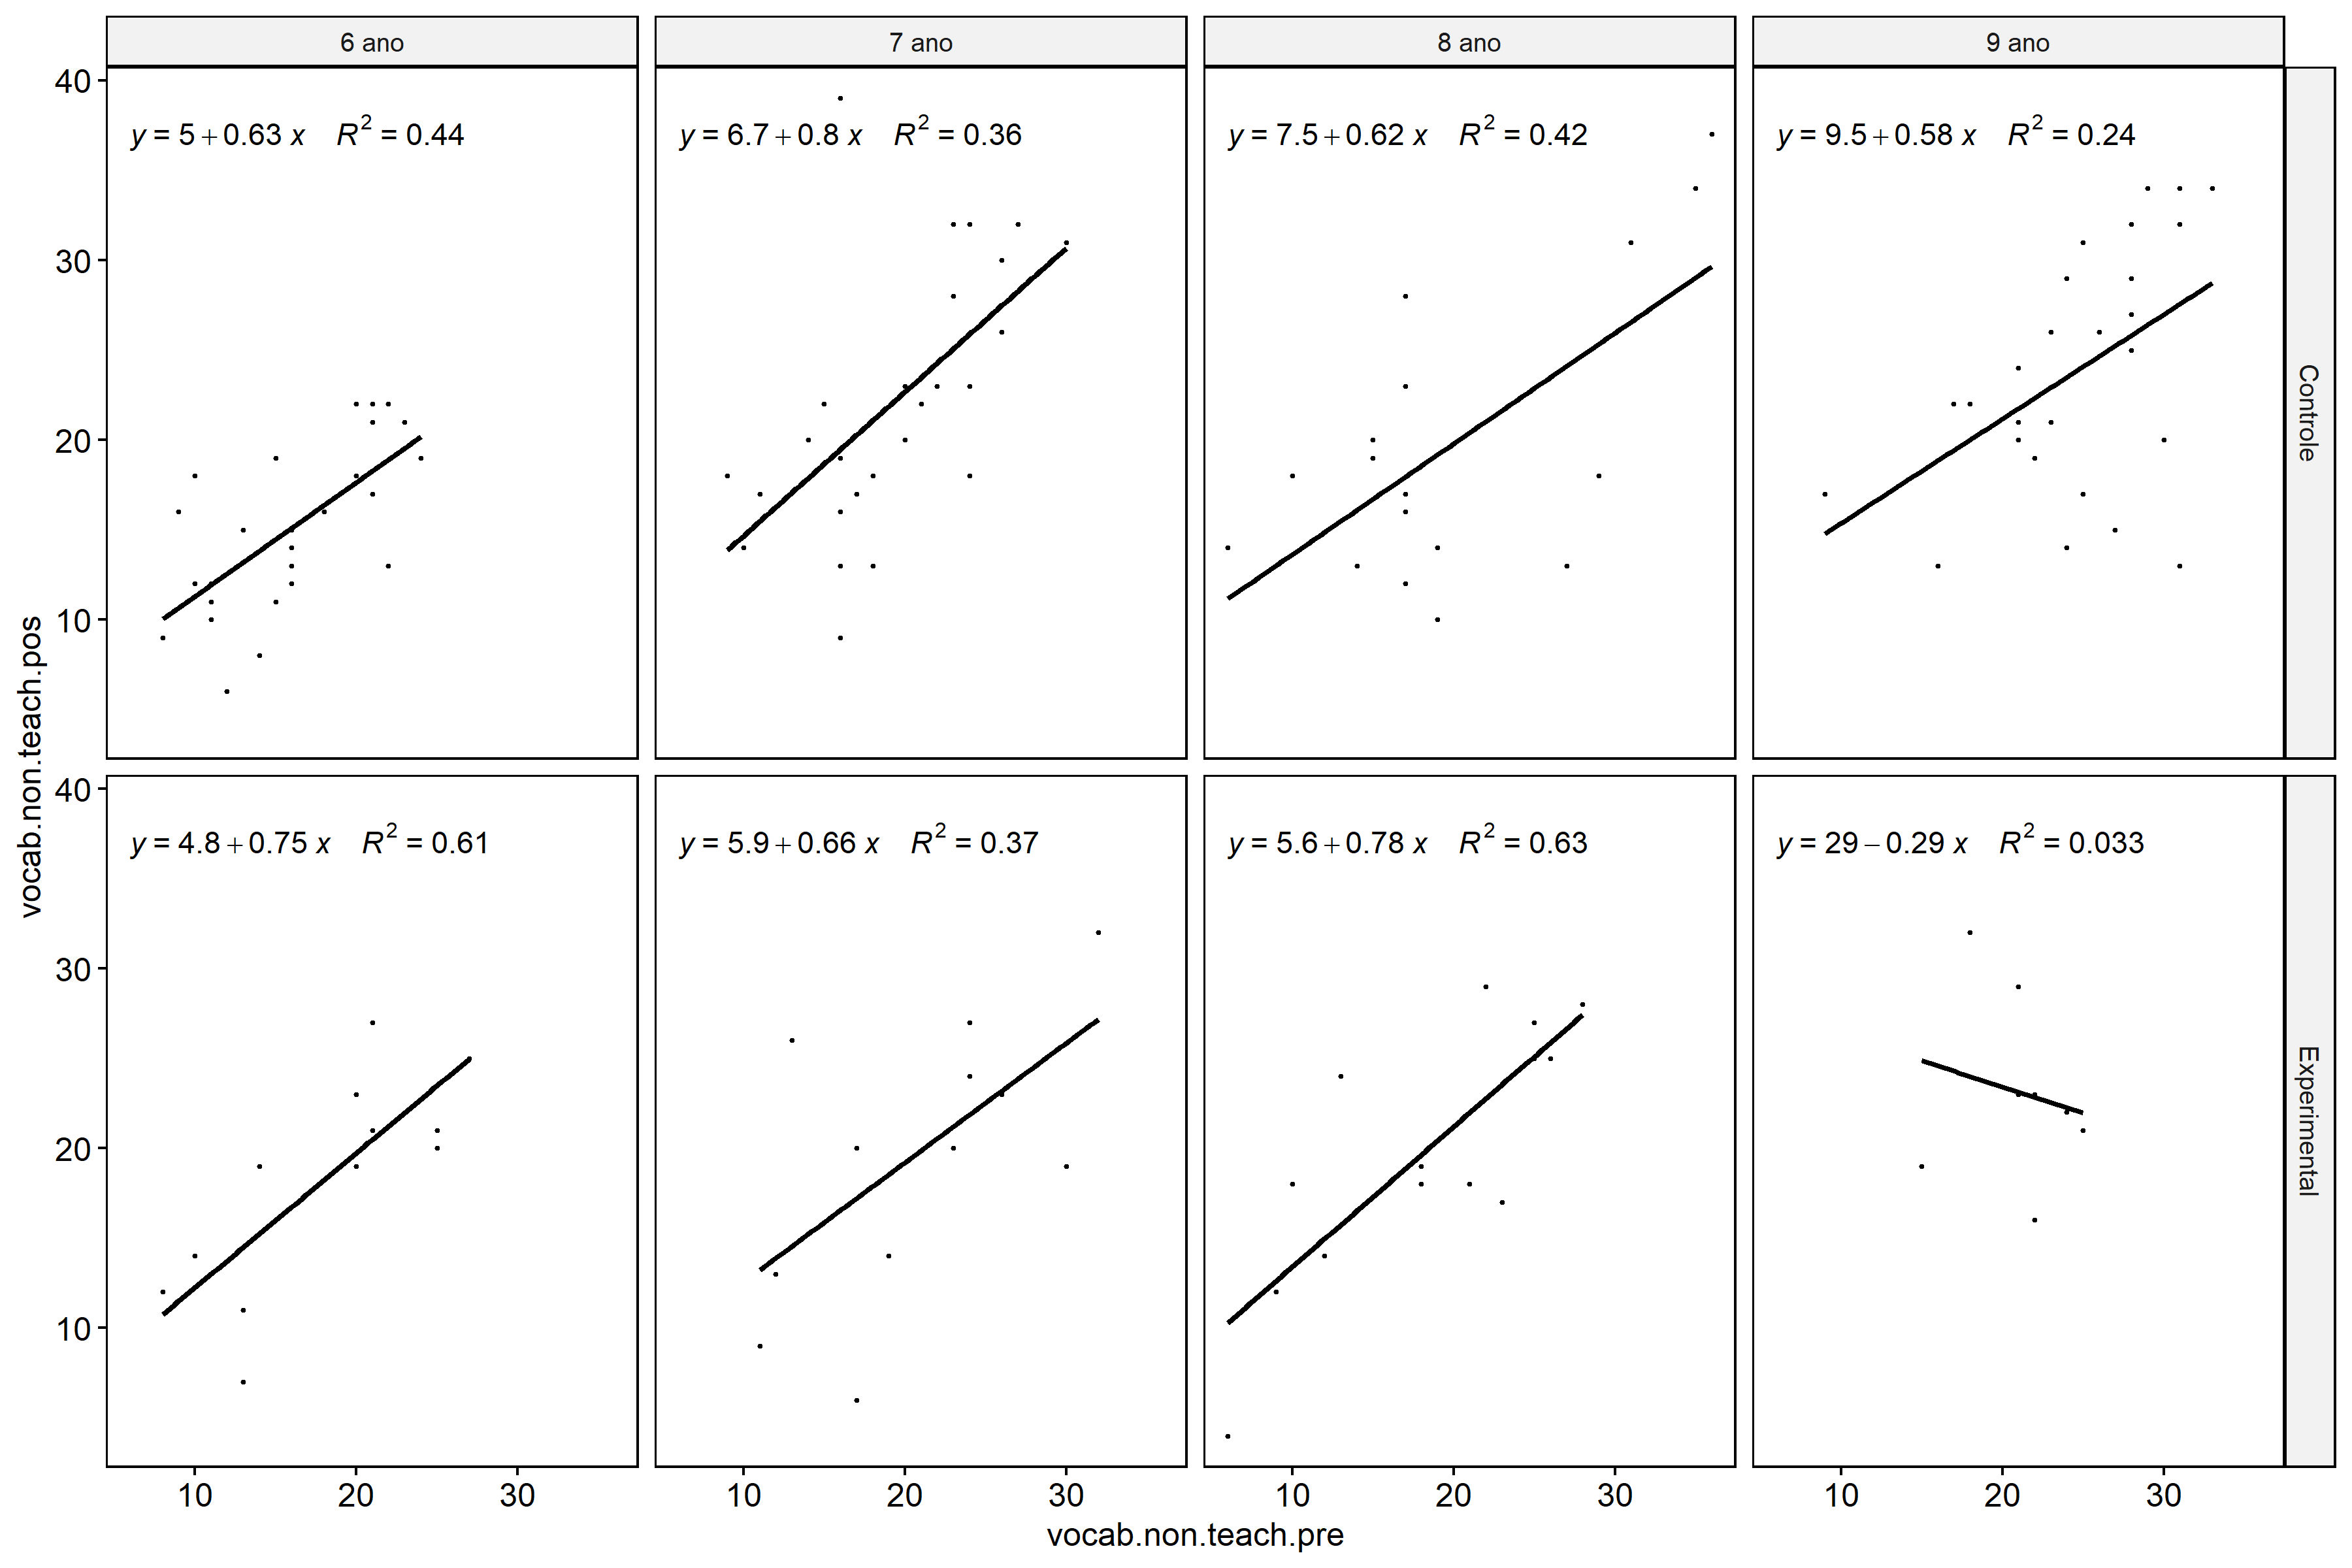 6 ano
7 ano
8 ano
9 ano
y = 5 + 0.63 x R² = 0.44
y = 6.7 + 0.8 x R² = 0.36
y = 7.5 + 0.62 x R² = 0.42
y = 9.5 + 0.58 x R² = 0.24
Controle
40
30
20
10
vocab.non.teach.pos
y = 4.8 + 0.75 x R² = 0.61
y = 5.9 + 0.66 x R² = 0.37
y = 5.6 + 0.78 x R² = 0.63
y = 29 − 0.29 x R² = 0.033
Experimental
40
30
20
10
10 20 30
10 20 30
10 20 30
10 20 30
vocab.non.teach.pre